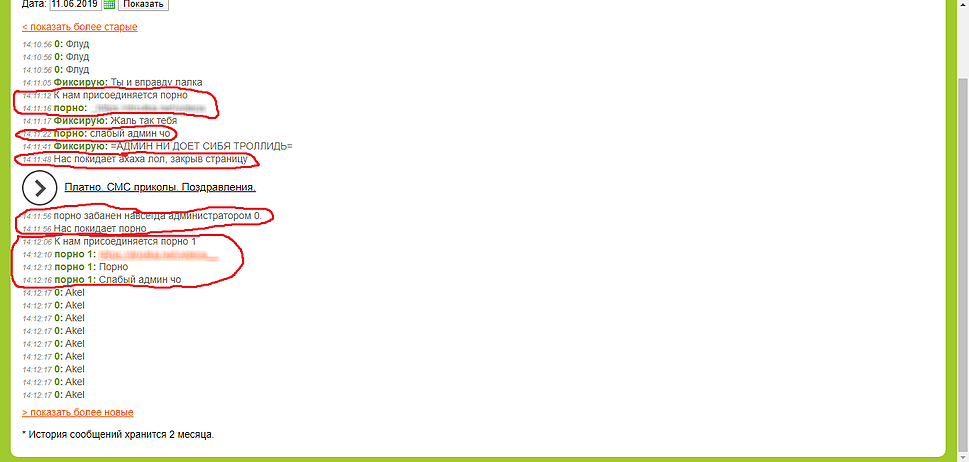 Дата: 11.06.2019 Показать
< показать более старые
14:10:56 0: Флуд
14:10:56 0: Флуд
14:10:56 0: Флуд
14:11:05 Фиксирую: Ты и вправду лалка
14:11:12 К нам присоединяется порно
14:11:16 порно:
14:11:17 Фиксирую: Жаль так тебя
14:11:22 порно: слабый админ чо
14:11:41 Фиксирую: =АДМИН НИ ДОЕТ СИБЯ ТРОЛЛИДЬ=
14:11:48 Нас покидает ахаха лол, закрыв страницу
Платно. СМС приколы. Поздравления.
14:11:56 порно забанен навсегда администратором 0.
14:11:56 Нас покидает порно
14:12:06 К нам присоединяется порно 1
14:12:10 порно 1:
14:12:13 порно 1: Порно
14:12:16 порно 1: Слабый админ чо
14:12:17 0: Akel
14:12:17 0: Akel
14:12:17 0: Akel
14:12:17 0: Akel
14:12:17 0: Akel
14:12:17 0: Akel
14:12:17 0: Akel
14:12:17 0: Akel
14:12:17 0: Akel
> показать более новые
* История сообщений хранится 2 месяца.